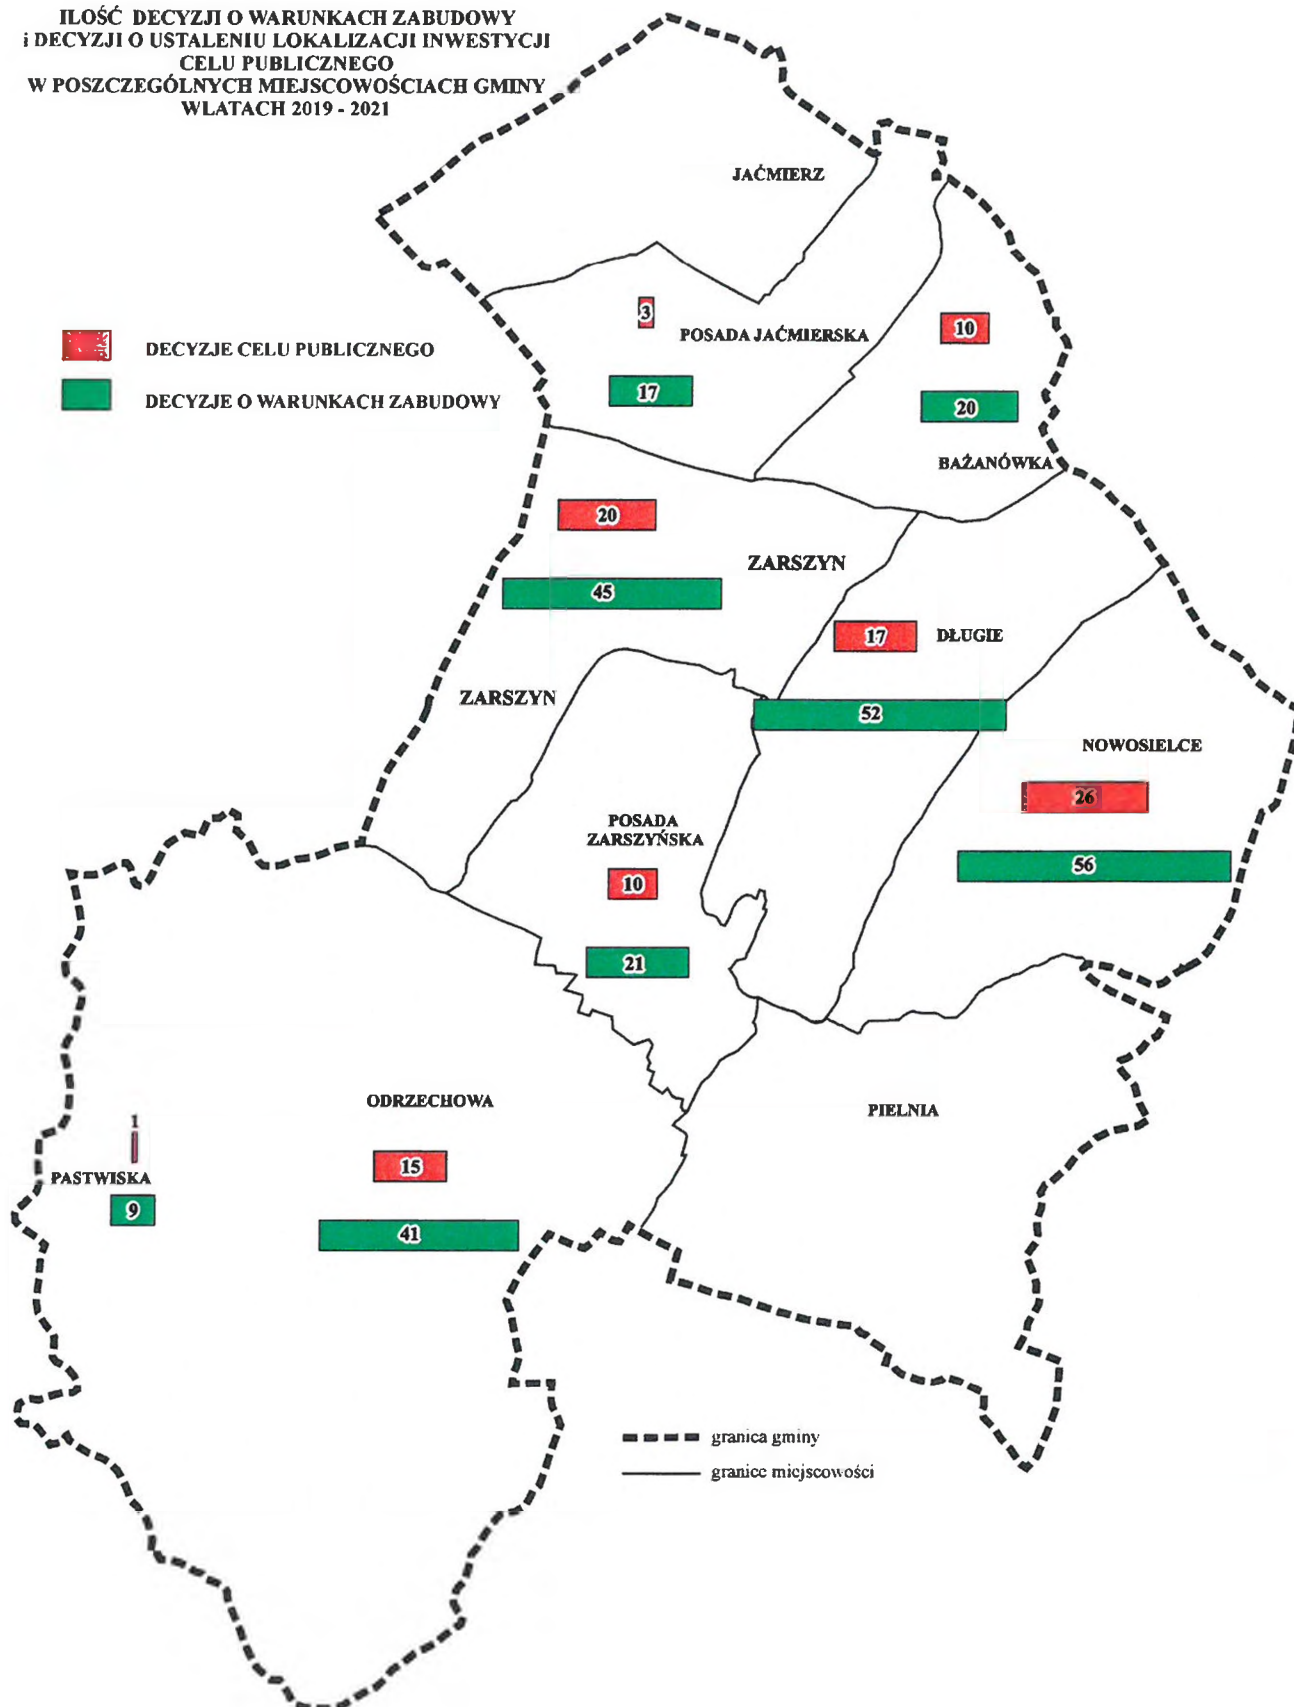 ILOŚĆ DECYZJI O WARUNKACH ZABUDOWY
i DECYZJI O USTALENIU LOKALIZACJI INWESTYCJI
CELU PUBLICZNEGO
W POSZCZEGÓLNYCH MIEJSCOWOŚCIACH GMINY
WLATACH 2019 - 2021
JAĆMIERZ
3
POSADA JAĆMIERSKA
10
DECYZJE CELU PUBLICZNEGO
17
20
DECYZJE O WARUNKACH ZABUDOWY
BAŻANÓWKA
20
ZARSZYN
45
17
DŁUGIE
ZARSZYN
52
NOWOSIELCE
26
POSADA
ZARSZYŃSKA
56
10
21
ODRZECHOWA
PIELNIA
1
15
PASTWISKA
9
41
granica gminy
granice miejscowości